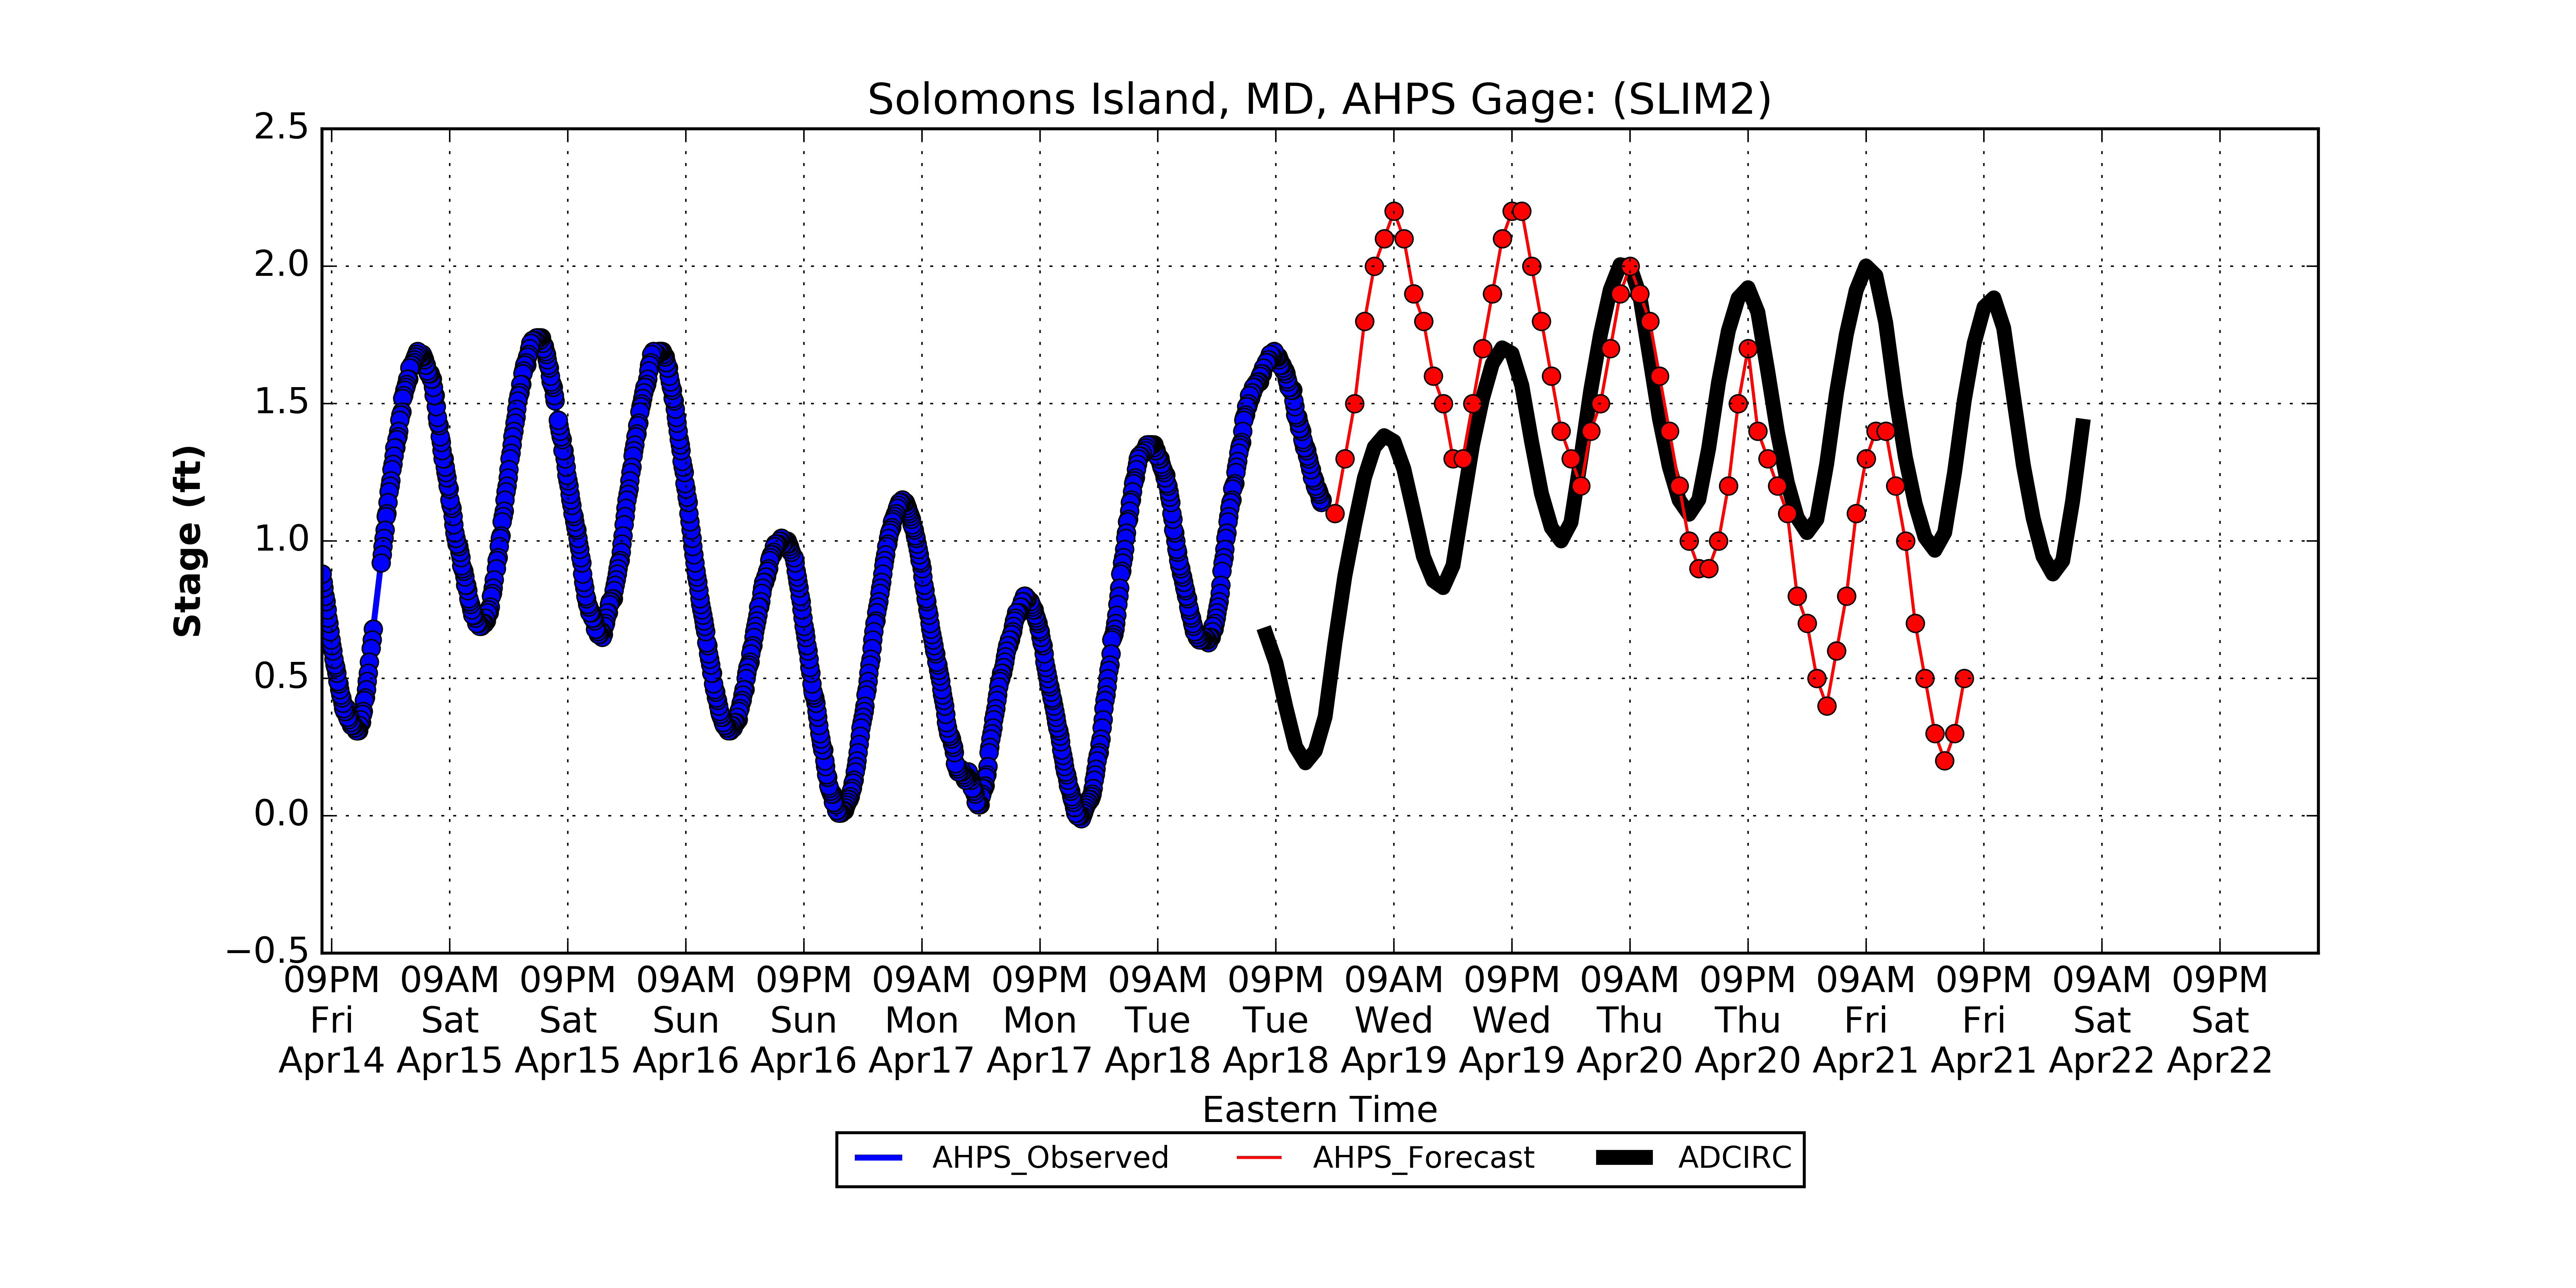 Solomons Island, MD, AHPS Gage: (SLIM2)
2.5
2.0
1.5
1.0
0.5
0.0
−0.5
Stage (ft)
09PM 09AM 09PM 09AM 09PM 09AM 09PM 09AM 09PM 09AM 09PM 09AM 09PM 09AM 09PM 09AM 09PM
Fri Sat Sat Sun Sun Mon Mon Tue Tue Wed Wed Thu Thu Fri Fri Sat Sat
Apr14 Apr15 Apr15 Apr16 Apr16 Apr17 Apr17 Apr18 Apr18 Apr19 Apr19 Apr20 Apr20 Apr21 Apr21 Apr22 Apr22
Eastern Time
AHPS_Observed AHPS_Forecast ADCIRC